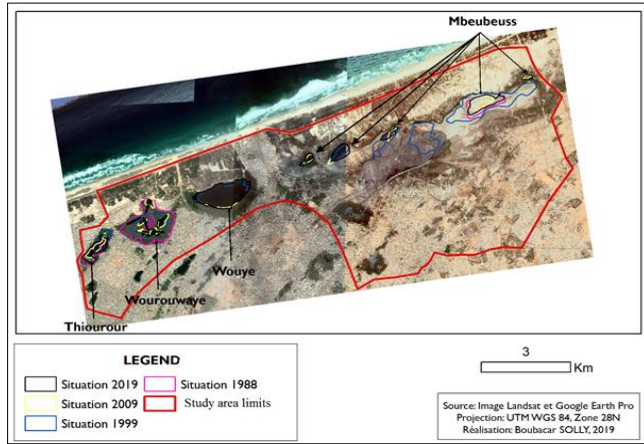 Mbeubeuss
Wouye
Wourouwaye
Thiourour
LEGEND
Situation 2019
Situation 1988
Situation 2009
Study area limits
Situation 1999
3
Km
Source: Image Landsat et Google Earth Pro
Projection: UTM WGS 84, Zone 28N
Réalisation: Boubacar SOLLY, 2019